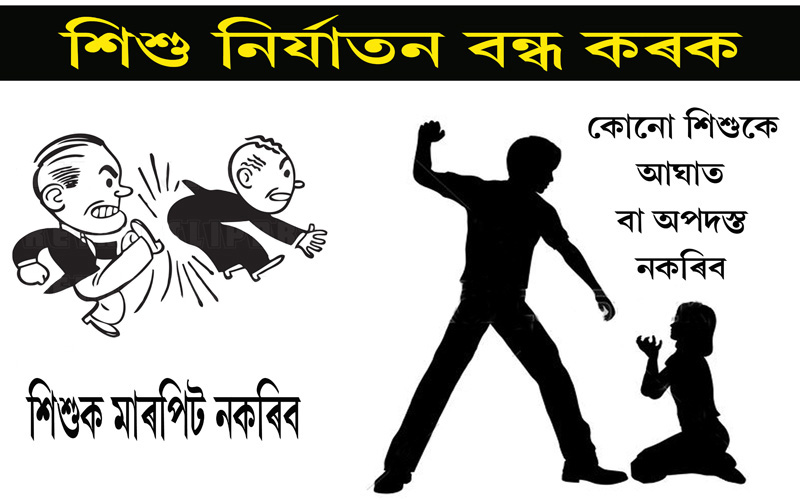 শিশু নিৰ্যাতন বন্ধ কৰক
কোনো শিশুকে
আঘাত
বা অপদস্ত
নকৰিব
শিশুক মাৰপিট নকৰিব